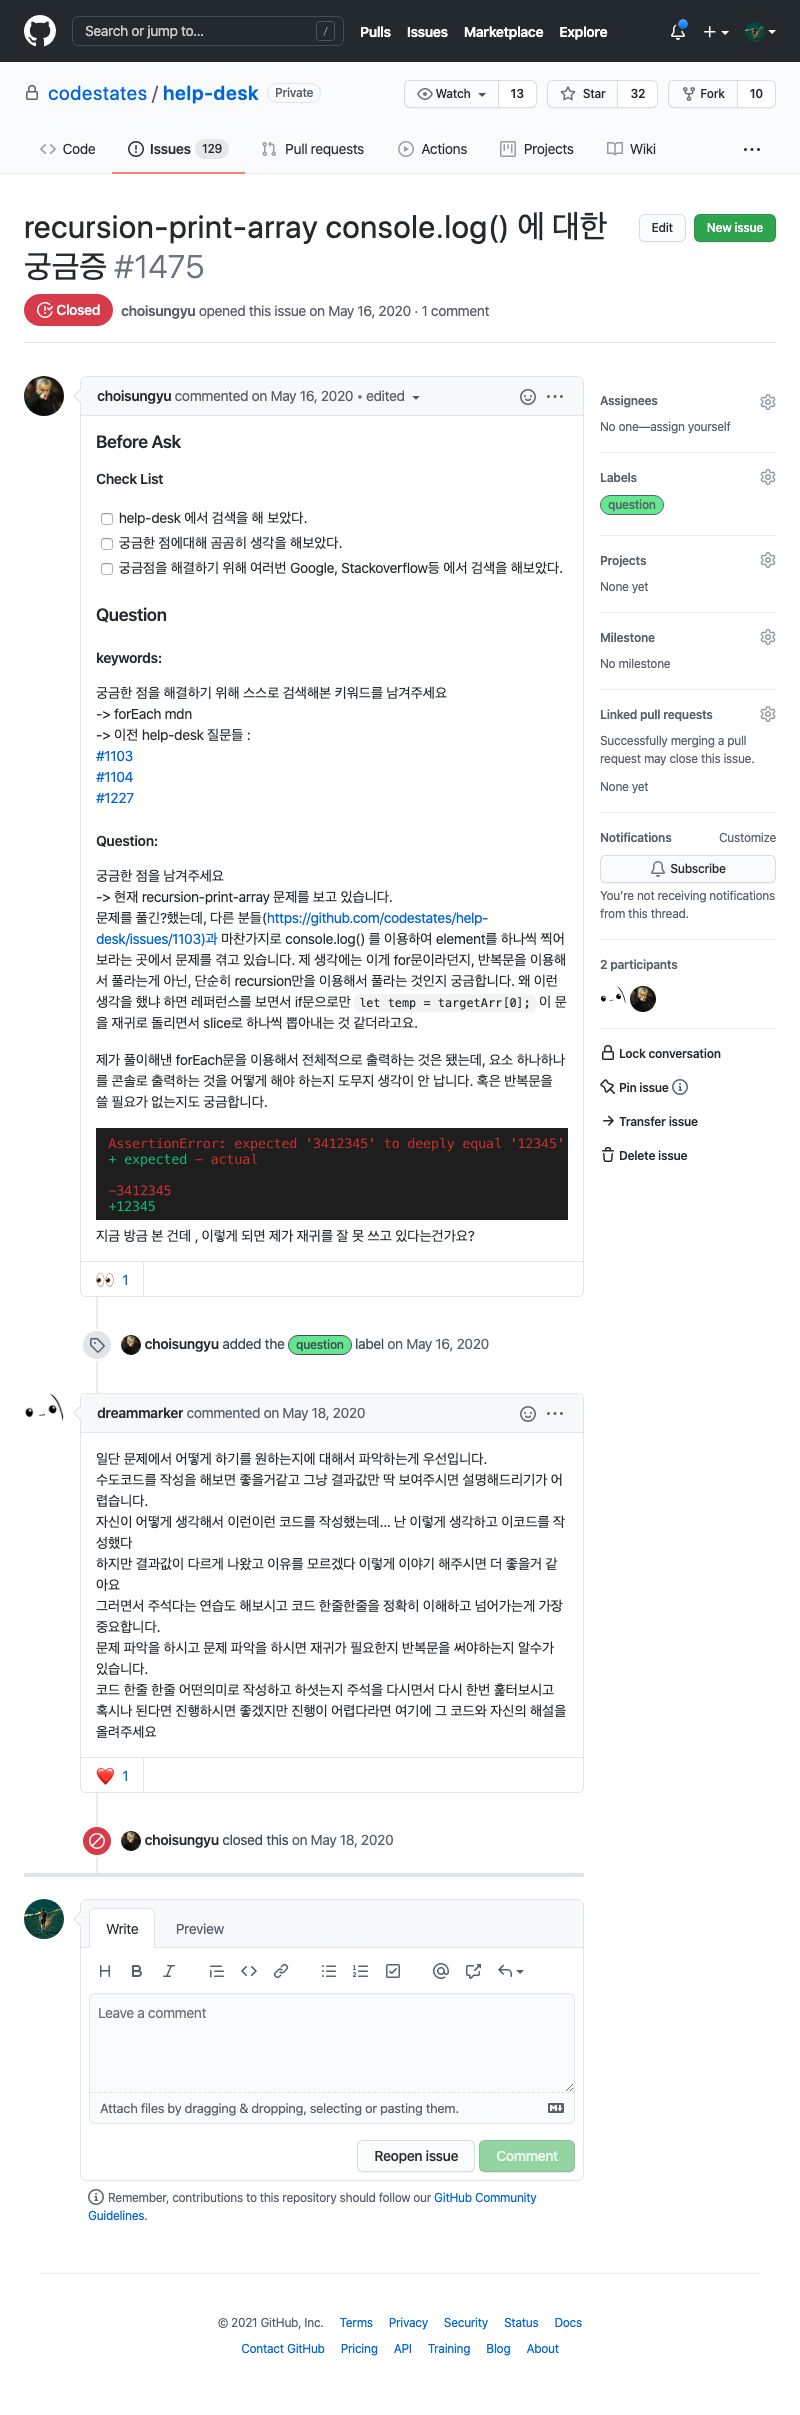 Search or jump to... /
Pulls Issues Marketplace Explore
codestates / help-desk Private
Watch 13 Star 32 Fork 10
Code Issues 129 Pull requests Actions Projects Wiki ...
recursion-print-array console.log() 에 대한
궁금증 #1475
Edit New issue
Closed choisungyu opened this issue on May 16, 2020 · 1 comment
choisungyu commented on May 16, 2020 • edited
Before Ask
Check List
help-desk 에서 검색을 해 보았다.
궁금한 점에대해 곰곰히 생각을 해보았다.
궁금점을 해결하기 위해 여러번 Google, Stackoverflow등 에서 검색을 해보았다.
Question
keywords:
궁금한 점을 해결하기 위해 스스로 검색해본 키워드를 남겨주세요
-> forEach mdn
-> 이전 help-desk 질문들 :
#1103
#1104
#1227
Question:
궁금한 점을 남겨주세요
-> 현재 recursion-print-array 문제를 보고 있습니다.
문제를 풀긴?했는데, 다른 분들(https://github.com/codestates/help-
desk/issues/1103)과 마찬가지로 console.log() 를 이용하여 element를 하나씩 찍어
보라는 곳에서 문제를 겪고 있습니다. 제 생각에는 이게 for문이라던지, 반복문을 이용해
서 풀라는게 아닌, 단순히 recursion만을 이용해서 풀라는 것인지 궁금합니다. 왜 이런
생각을 했냐 하면 레퍼런스를 보면서 if문으로만 let temp = targetArr[0]; 이 문
을 재귀로 돌리면서 slice로 하나씩 뽑아내는 것 같더라고요.
제가 풀이해낸 forEach문을 이용해서 전체적으로 출력하는 것은 됐는데, 요소 하나하나
를 콘솔로 출력하는 것을 어떻게 해야 하는지 도무지 생각이 안 납니다. 혹은 반복문을
쓸 필요가 없는지도 궁금합니다.
AssertionError: expected '3412345' to deeply equal '12345'
+ expected - actual
-3412345
+12345
지금 방금 본 건데 , 이렇게 되면 제가 재귀를 잘 못 쓰고 있다는건가요?
👀 1
choisungyu added the question label on May 16, 2020
dreammarker commented on May 18, 2020
일단 문제에서 어떻게 하기를 원하는지에 대해서 파악하는게 우선입니다.
수도코드를 작성을 해보면 좋을거같고 그냥 결과값만 딱 보여주시면 설명해드리기가 어
렵습니다.
자신이 어떻게 생각해서 이런이런 코드를 작성했는데... 난 이렇게 생각하고 이코드를 작
성했다
하지만 결과값이 다르게 나왔고 이유를 모르겠다 이렇게 이야기 해주시면 더 좋을거 같
아요
그러면서 주석다는 연습도 해보시고 코드 한줄한줄을 정확히 이해하고 넘어가는게 가장
중요합니다.
문제 파악을 하시고 문제 파악을 하시면 재귀가 필요한지 반복문을 써야하는지 알수가
있습니다.
코드 한줄 한줄 어떤의미로 작성하고 하셧는지 주석을 다시면서 다시 한번 훑터보시고
혹시나 된다면 진행하시면 좋겠지만 진행이 어렵다라면 여기에 그 코드와 자신의 해설을
올려주세요
❤️ 1
choisungyu closed this on May 18, 2020
Write Preview
Leave a comment
Attach files by dragging & dropping, selecting or pasting them.
Reopen issue Comment
Remember, contributions to this repository should follow our GitHub Community
Guidelines.
Assignees
No one—assign yourself
Labels
question
Projects
None yet
Milestone
No milestone
Linked pull requests
Successfully merging a pull
request may close this issue.
None yet
Notifications Customize
Subscribe
You're not receiving notifications
from this thread.
2 participants
Lock conversation
Pin issue
Transfer issue
Delete issue
© 2021 GitHub, Inc. Terms Privacy Security Status Docs
Contact GitHub Pricing API Training Blog About